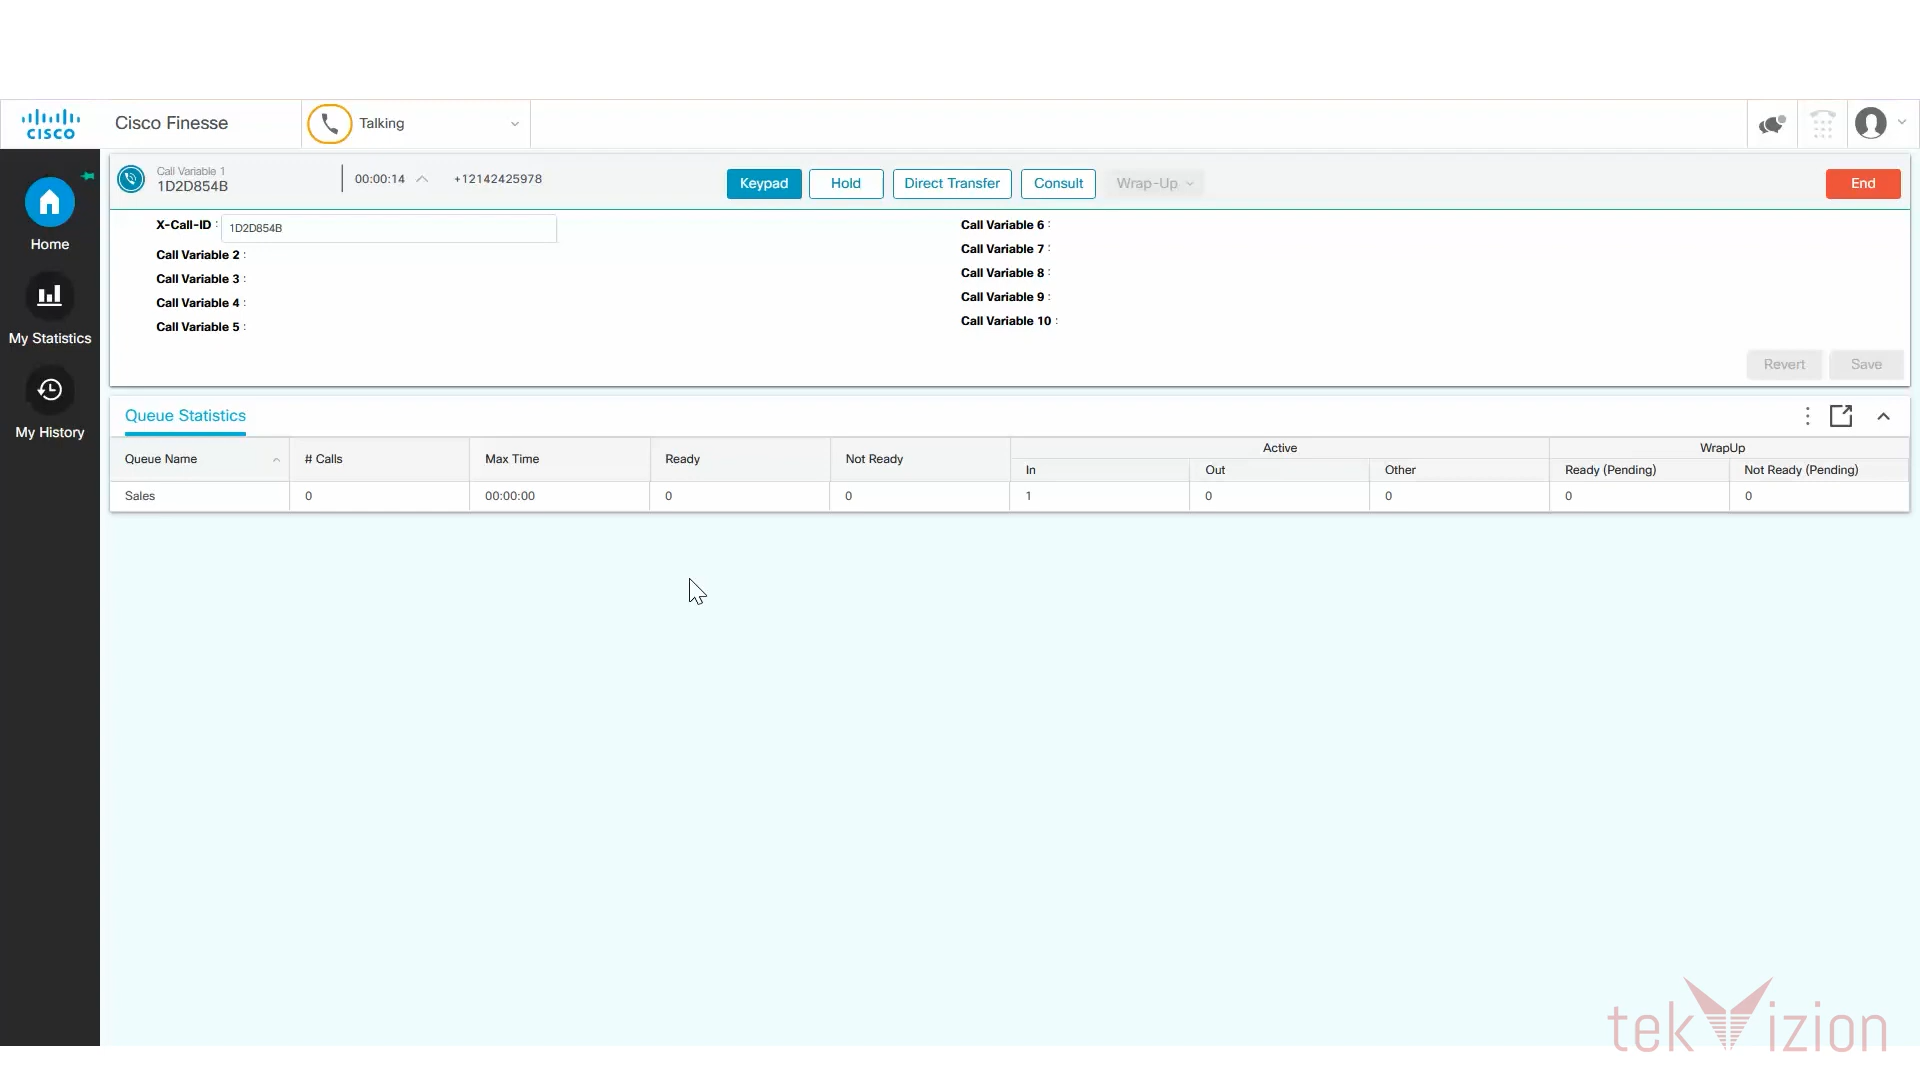 CISCO
Cisco Finesse
Talking
Call Variable 1
1D2D854B
00:00:14
+12142425978
Keypad
Hold
Direct Transfer
Consult
Wrap-Up
End
Home
My Statistics
My History
X-Call-ID :
1D2D854B
Call Variable 2 :
Call Variable 3 :
Call Variable 4 :
Call Variable 5 :
Call Variable 6 :
Call Variable 7 :
Call Variable 8 :
Call Variable 9 :
Call Variable 10 :
Revert
Save
Queue Statistics
Queue Name
# Calls
Max Time
Ready
Not Ready
Active
WrapUp
In
Out
Other
Ready (Pending)
Not Ready (Pending)
Sales 0 00:00:00 0 0 1 0 0 0 0
tekVizion